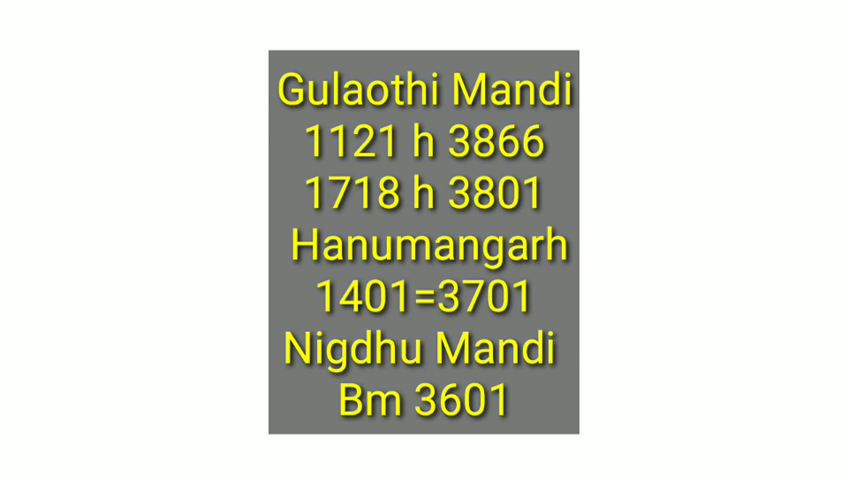 Gulaothi Mandi
1121 h 3866
1718 h 3801
Hanumangarh
1401=3701
Nigdhu Mandi
Bm 3601